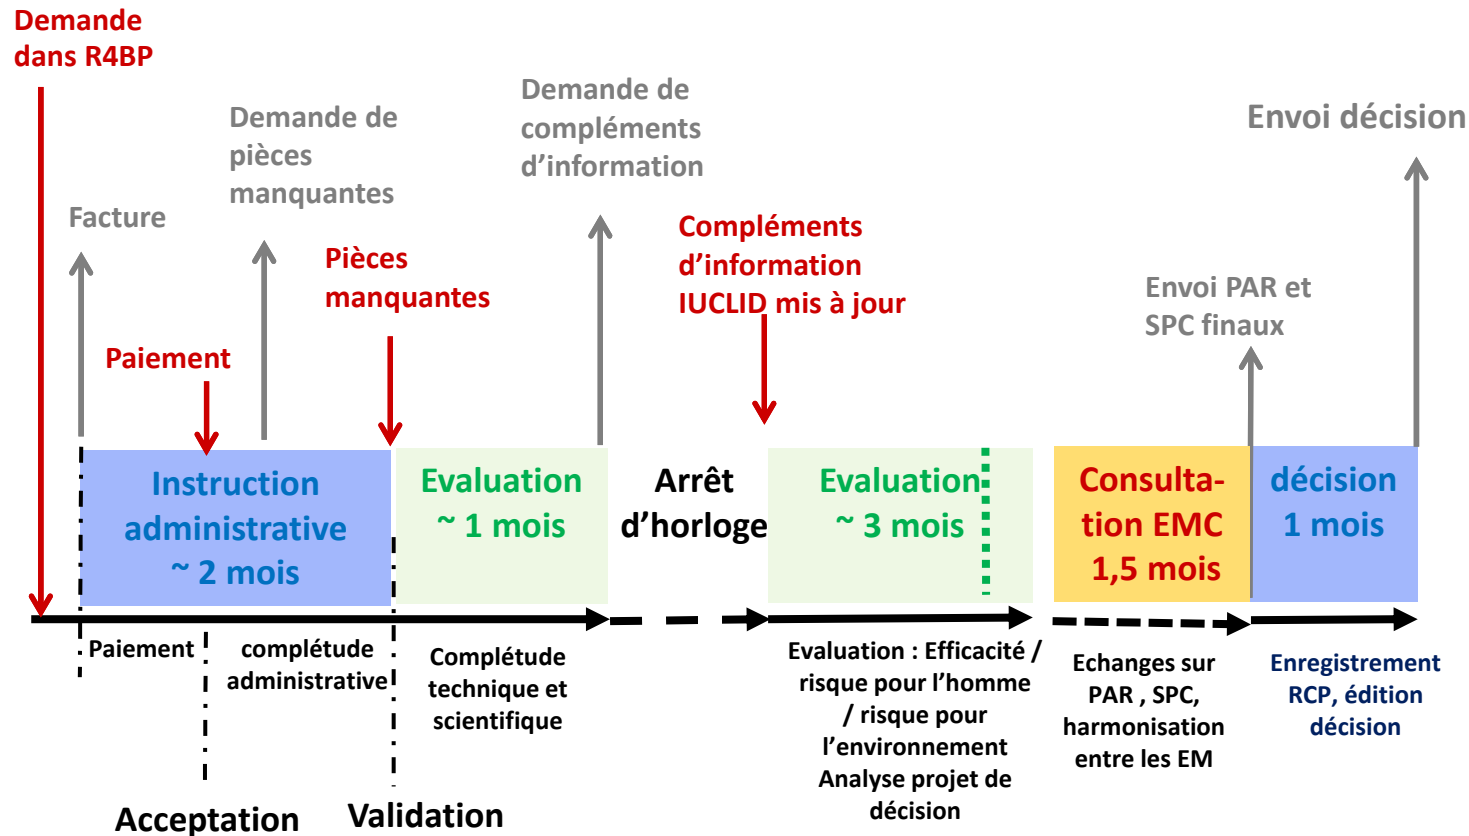 Demande
dans R4BP
Facture
Demande de
pièces
manquantes
Paiement
Pièces
manquantes
Demande de
compléments
d’information
Compléments
d’information
IUCLID mis à jour
Envoi PAR et
SPC finaux
Envoi décision
Instruction
administrative
~ 2 mois
Evaluation
~ 1 mois
Arrêt
d’horloge
Evaluation
~ 3 mois
Consulta-
tion EMC
1,5 mois
décision
1 mois
Paiement
complétude
administrative
Complétude
technique et
scientifique
Evaluation : Efficacité /
risque pour l’homme
/ risque pour
l’environnement
Analyse projet de
décision
Echanges sur
PAR , SPC,
harmonisation
entre les EM
Enregistrement
RCP, édition
décision
Acceptation
Validation